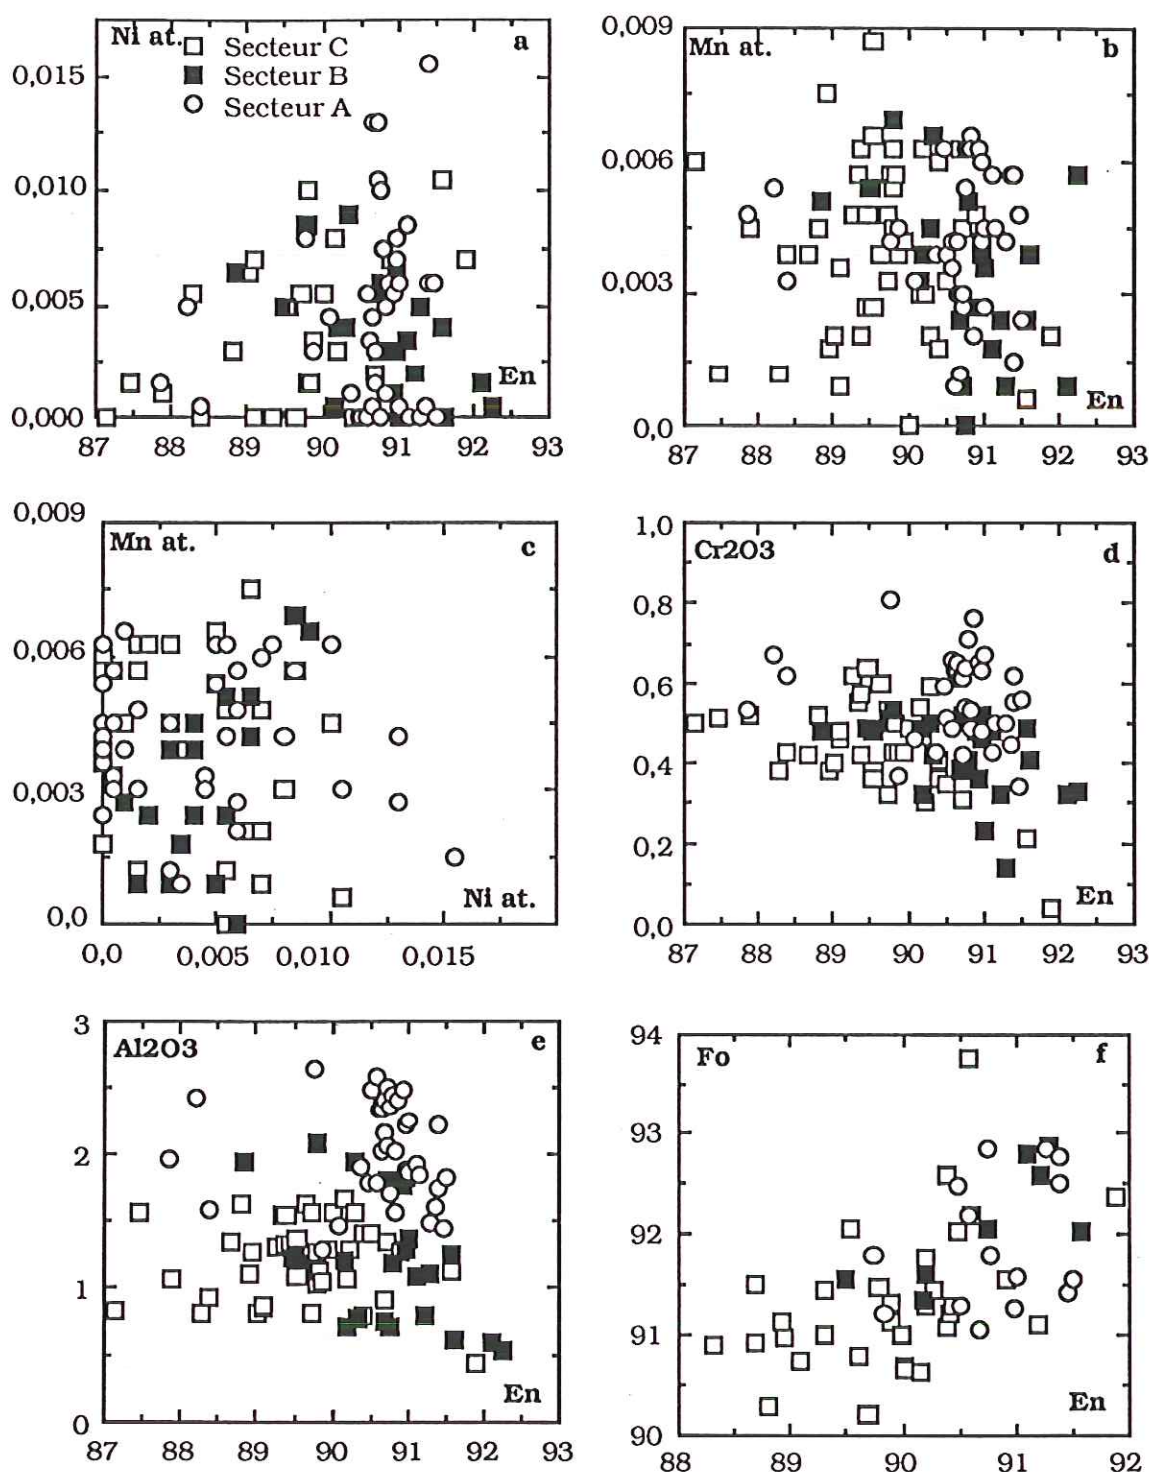 Ni at.
a
Secteur C
Secteur B
Secteur A
0,015
0,010
0,005
0,000
En
87 88 89 90 91 92 93
0,009
Mn at.
b
0,006
0,003
0,0
En
87 88 89 90 91 92 93
0,009
Mn at.
c
0,006
0,003
0,0
Ni at.
0,0 0,005 0,010 0,015
1,0
Cr2O3
d
0,8
0,6
0,4
0,2
0,0
En
87 88 89 90 91 92 93
3
Al2O3
e
2
1
0
En
87 88 89 90 91 92 93
94
Fo
f
93
92
91
90
En
88 89 90 91 92